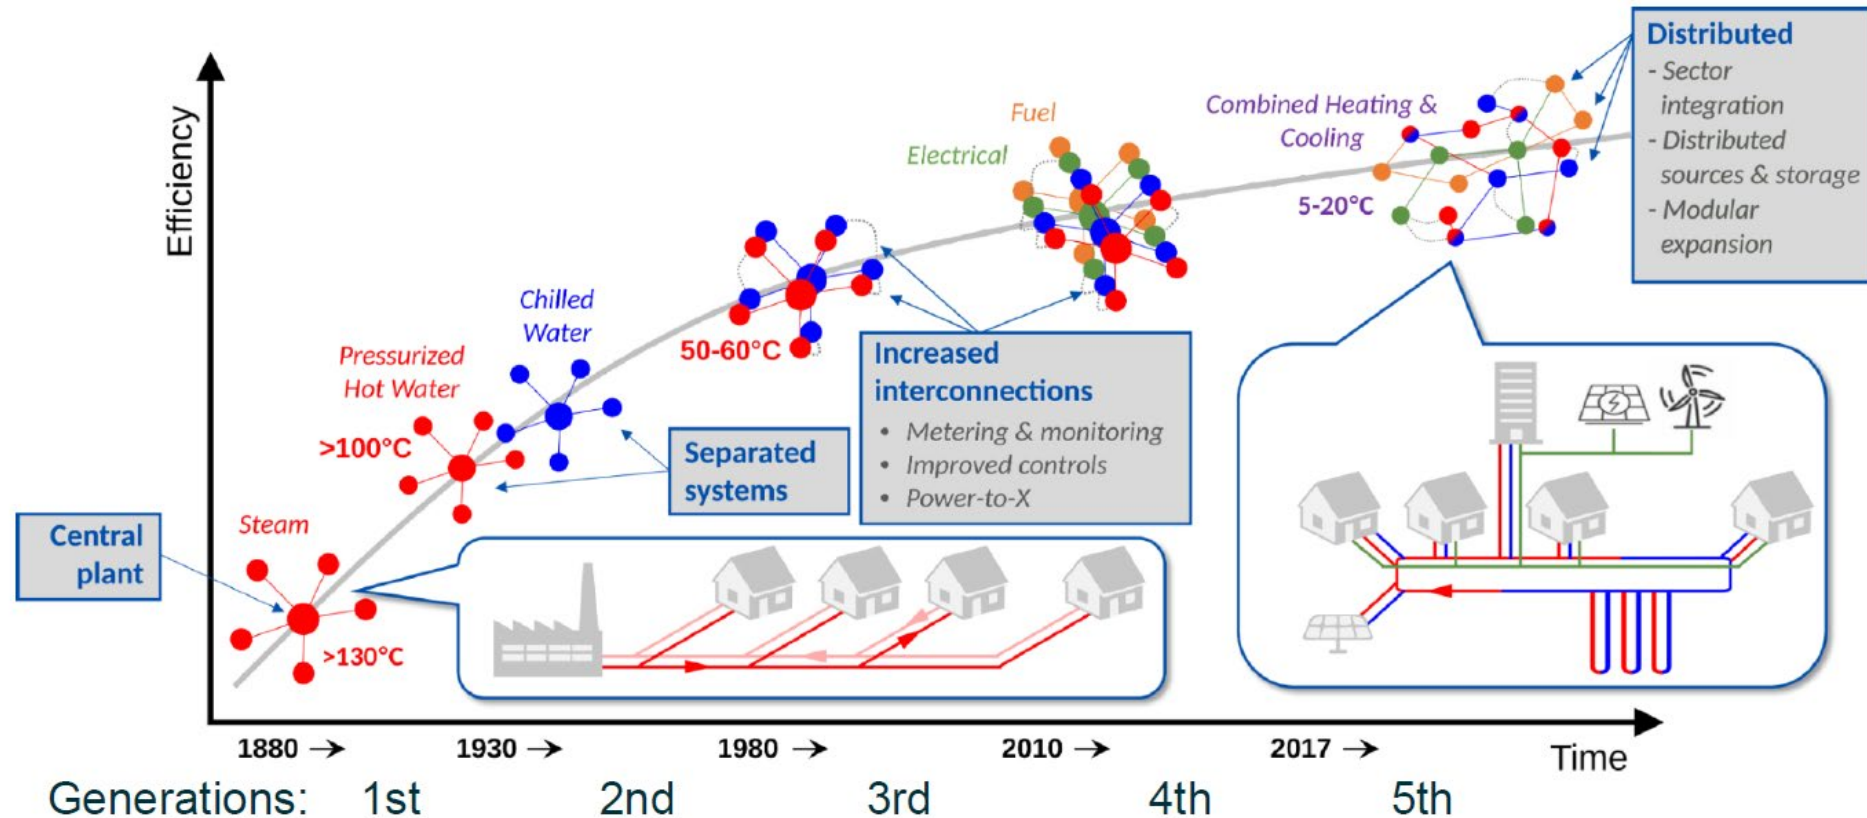 Efficiency
Central
plant
Steam
>130°C
Pressurized
Hot Water
>100°C
Chilled
Water
Separated
systems
50-60°C
Increased
interconnections
• Metering & monitoring
• Improved controls
• Power-to-X
Electrical
Fuel
Combined Heating &
Cooling
5-20°C
Distributed
- Sector
integration
- Distributed
sources & storage
- Modular
expansion
1880 →
1930 →
1980 →
2010 →
2017 →
Time
Generations: 1st 2nd 3rd 4th 5th